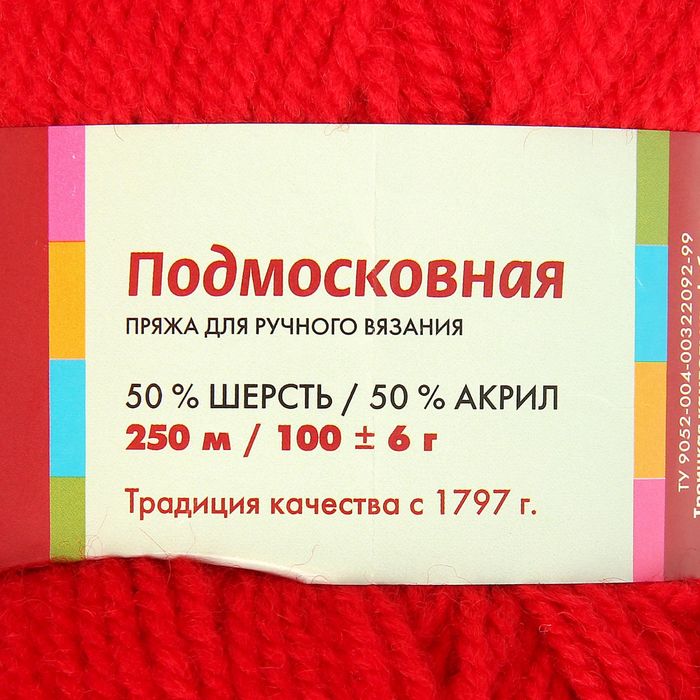 Подмосковная
ПРЯЖА ДЛЯ РУЧНОГО ВЯЗАНИЯ
50 % ШЕРСТЬ / 50 % АКРИЛ
250 м / 100 ± 6 г
Традиция качества с 1797 г.
ТУ 9052-004-00322092-99